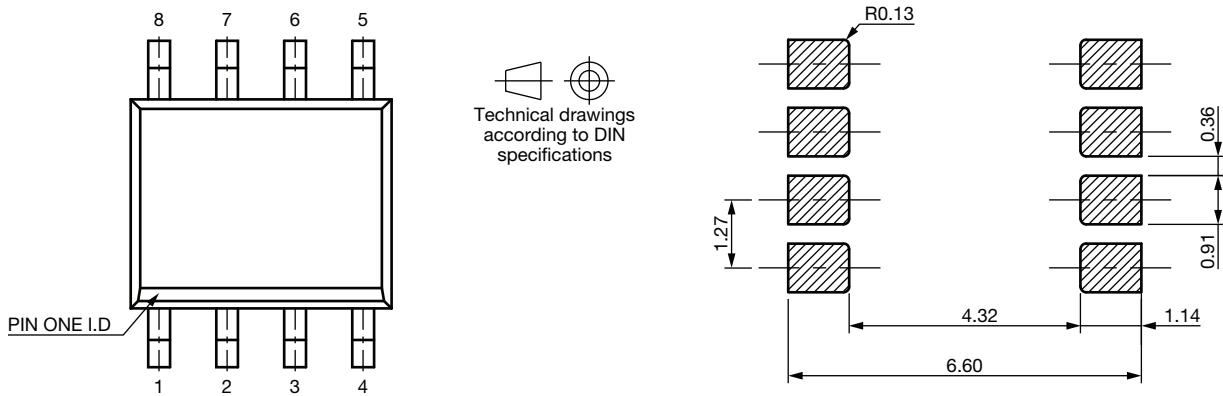 8 7 6 5
PIN ONE I.D
1 2 3 4
Technical drawings
according to DIN
specifications
R0.13
0.36
1.27
0.91
4.32
1.14
6.60